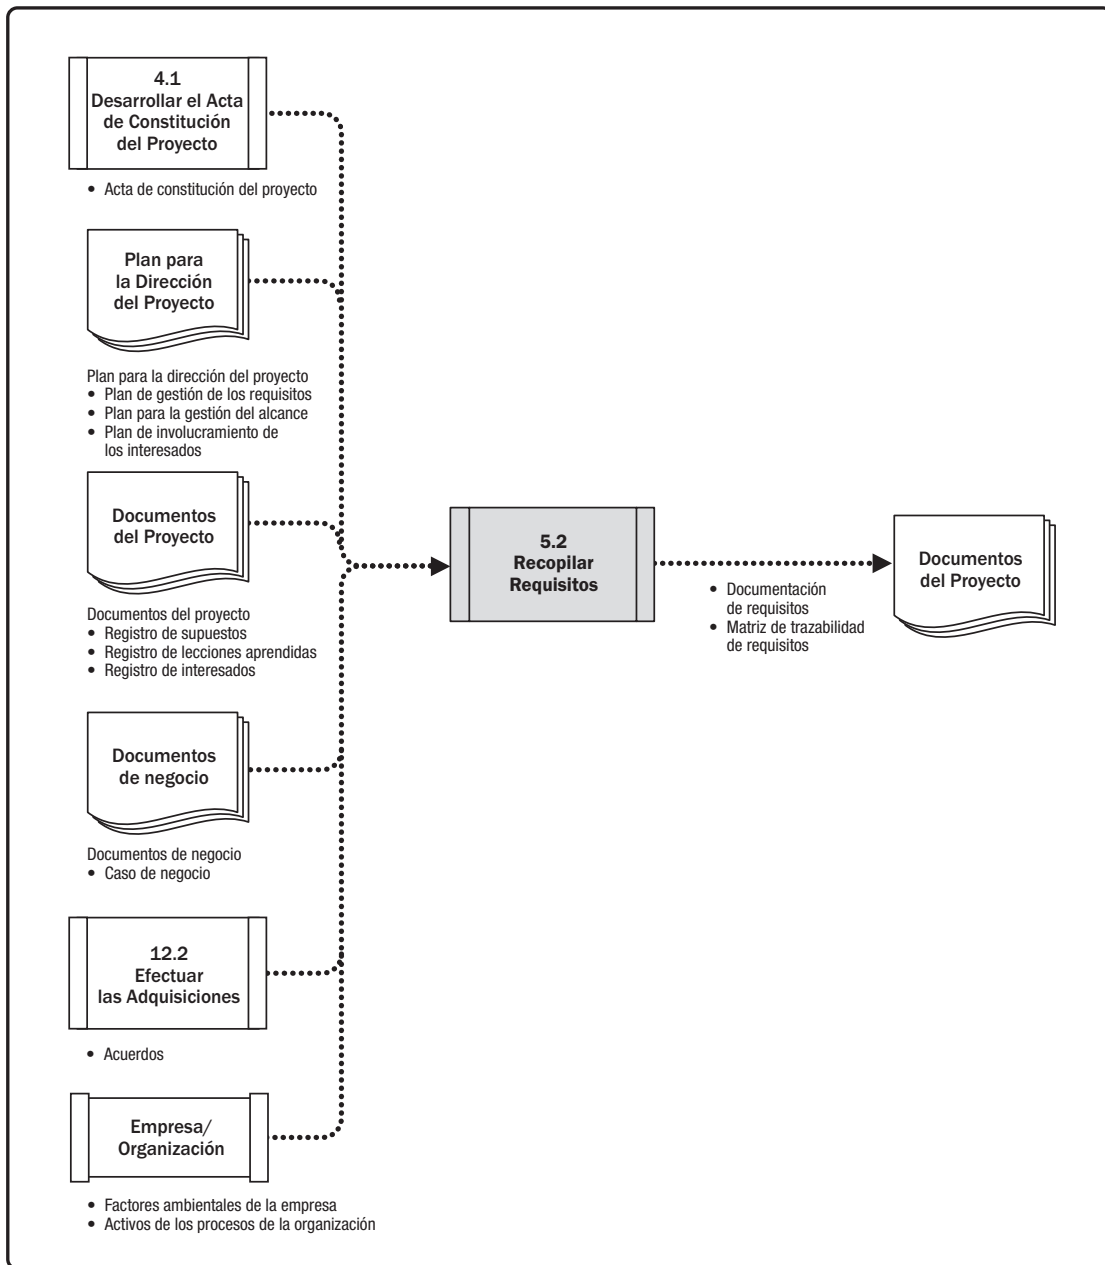 4.1
Desarrollar el Acta
de Constitución
del Proyecto
• Acta de constitución del proyecto
Plan para
la Dirección
del Proyecto
Plan para la dirección del proyecto
• Plan de gestión de los requisitos
• Plan para la gestión del alcance
• Plan de involucramiento de
los interesados
Documentos
del Proyecto
Documentos del proyecto
• Registro de supuestos
• Registro de lecciones aprendidas
• Registro de interesados
Documentos
de negocio
Documentos de negocio
• Caso de negocio
12.2
Efectuar
las Adquisiciones
• Acuerdos
Empresa/
Organización
• Factores ambientales de la empresa
• Activos de los procesos de la organización
5.2
Recopilar
Requisitos
• Documentación
de requisitos
• Matriz de trazabilidad
de requisitos
Documentos
del Proyecto